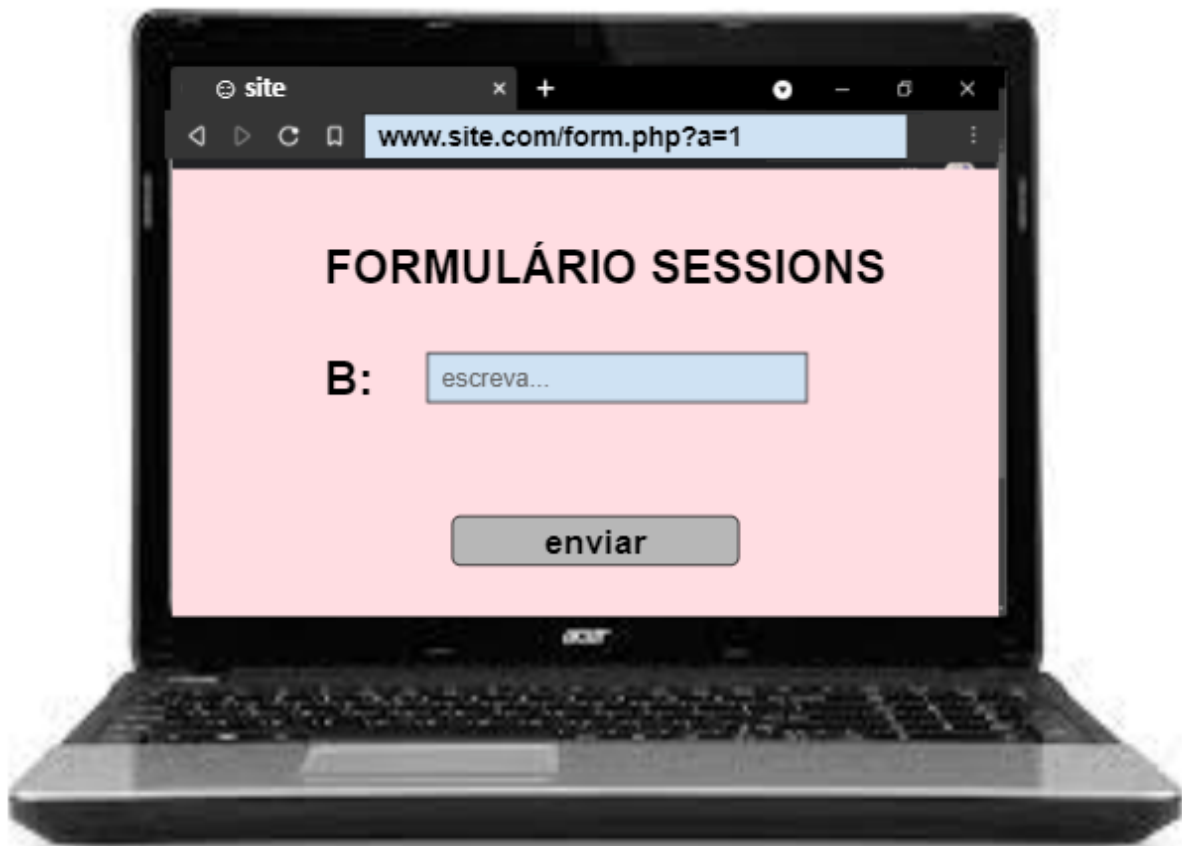 site
www.site.com/form.php?a=1
FORMULÁRIO SESSIONS
B:
escreva...
enviar
acer